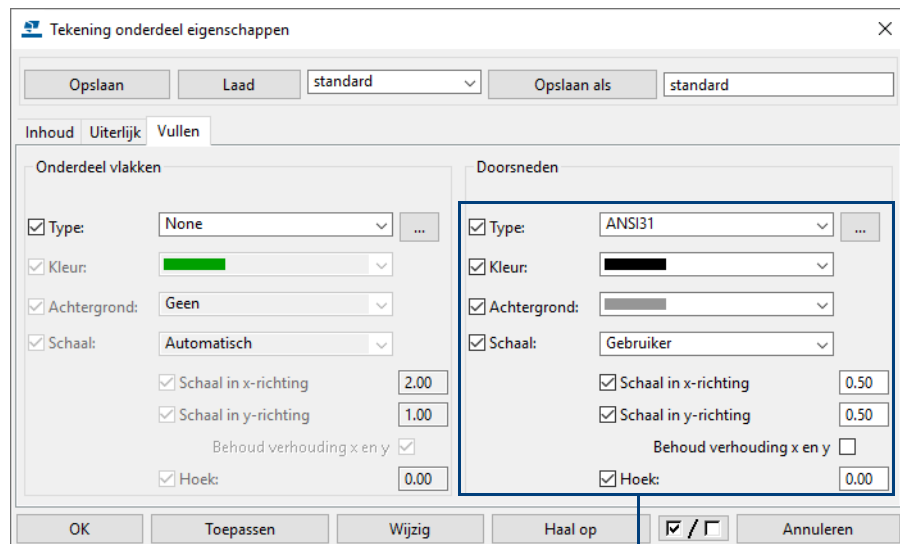 Tekening onderdeel eigenschappen
Opslaan Laad standard Opslaan als standard
Inhoud Uiterlijk Vullen
Onderdeel vlakken
Type: None ...
Kleur:
Achtergrond: Geen
Schaal: Automatisch
Schaal in x-richting 2.00
Schaal in y-richting 1.00
Behoud verhouding x en y
Hoek: 0.00
Doorsneden
Type: ANSI31 ...
Kleur:
Achtergrond:
Schaal: Gebruiker
Schaal in x-richting 0.50
Schaal in y-richting 0.50
Behoud verhouding x en y
Hoek: 0.00
OK Toepassen Wijzig Haal op / Annuleren